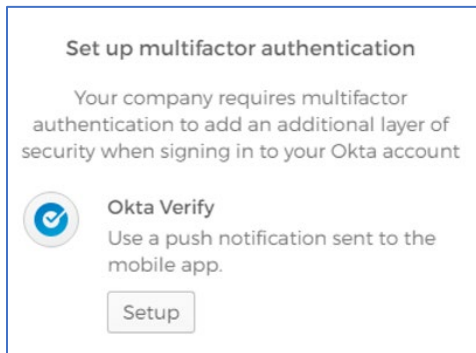 Set up multifactor authentication
Your company requires multifactor
authentication to add an additional layer of
security when signing in to your Okta account
Okta Verify
Use a push notification sent to the
mobile app.
Setup